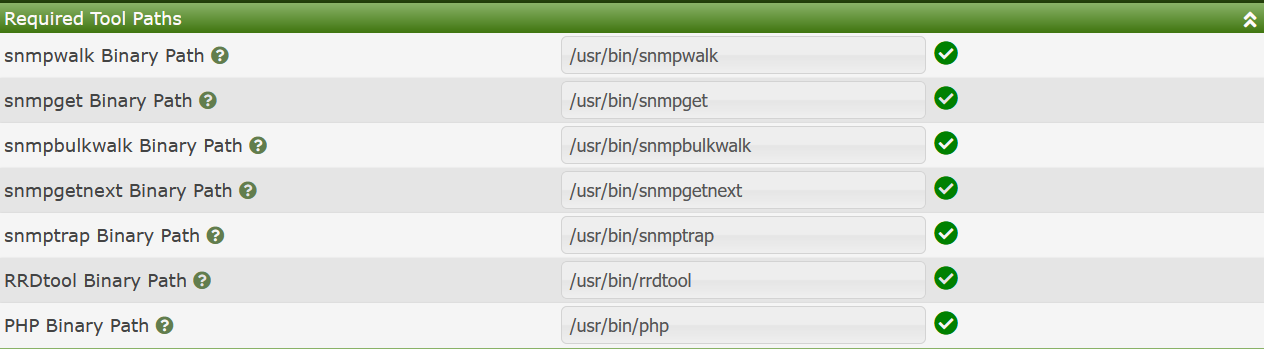 Required Tool Paths
snmpwalk Binary Path /usr/bin/snmpwalk
snmpget Binary Path /usr/bin/snmpget
snmpbulkwalk Binary Path /usr/bin/snmpbulkwalk
snmpgetnext Binary Path /usr/bin/snmpgetnext
snmptrap Binary Path /usr/bin/snmptrap
RRDtool Binary Path /usr/bin/rrdtool
PHP Binary Path /usr/bin/php